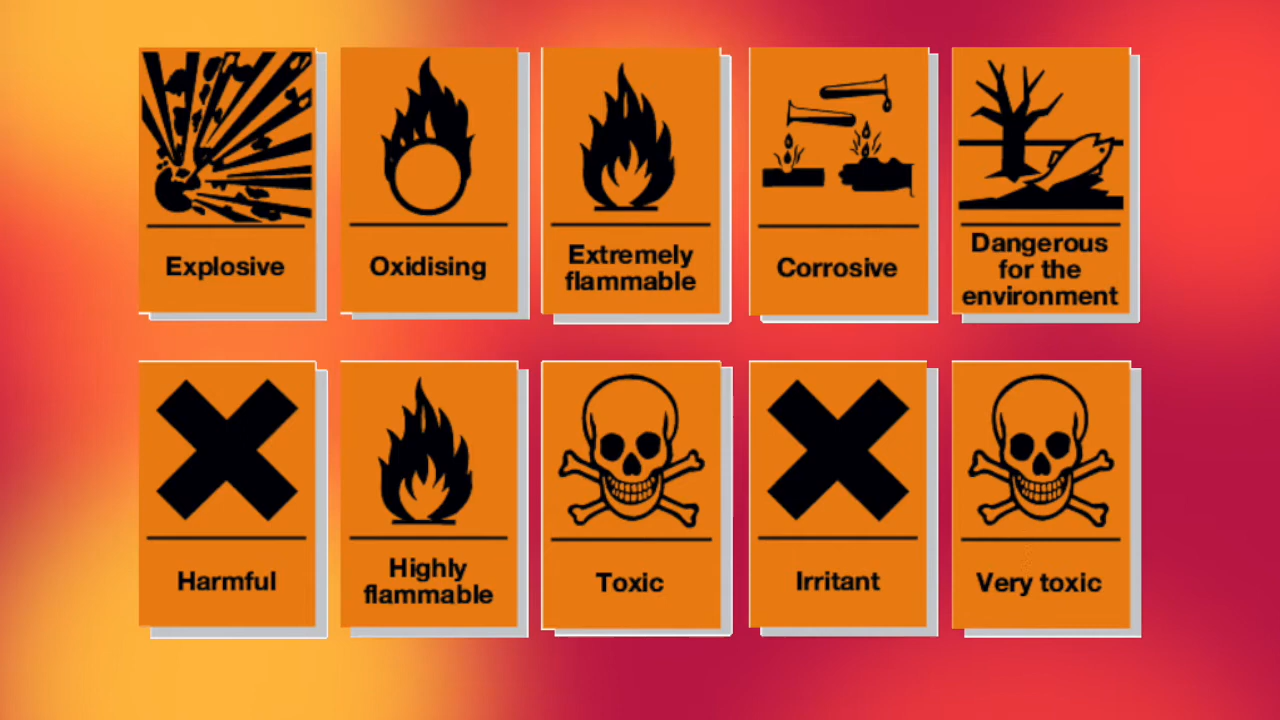 Explosive
Oxidising
Extremely
flammable
Corrosive
Dangerous
for the
environment
Harmful
Highly
flammable
Toxic
Irritant
Very toxic